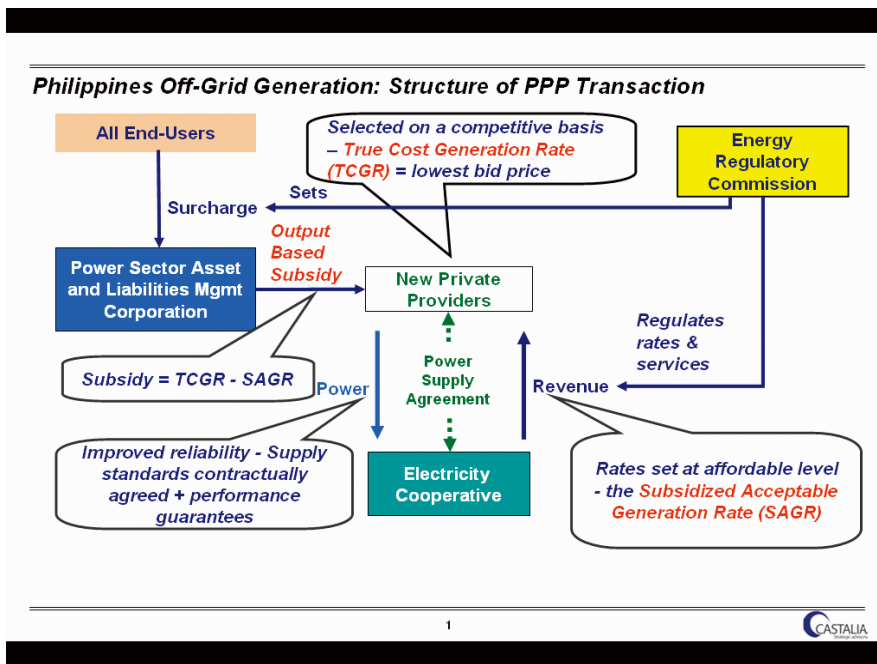 Philippines Off-Grid Generation: Structure of PPP Transaction
All End-Users
Selected on a competitive basis
– True Cost Generation Rate
(TCGR) = lowest bid price
Energy
Regulatory
Commission
Sets
Surcharge
Output
Based
Subsidy
Power Sector Asset
and Liabilities Mgmt
Corporation
New Private
Providers
Regulates
rates &
services
Subsidy = TCGR - SAGR
Power
Power
Supply
Agreement
Revenue
Improved reliability - Supply
standards contractually
agreed + performance
guarantees
Electricity
Cooperative
Rates set at affordable level
- the Subsidized Acceptable
Generation Rate (SAGR)
1
CASTALIA
strategic advisors